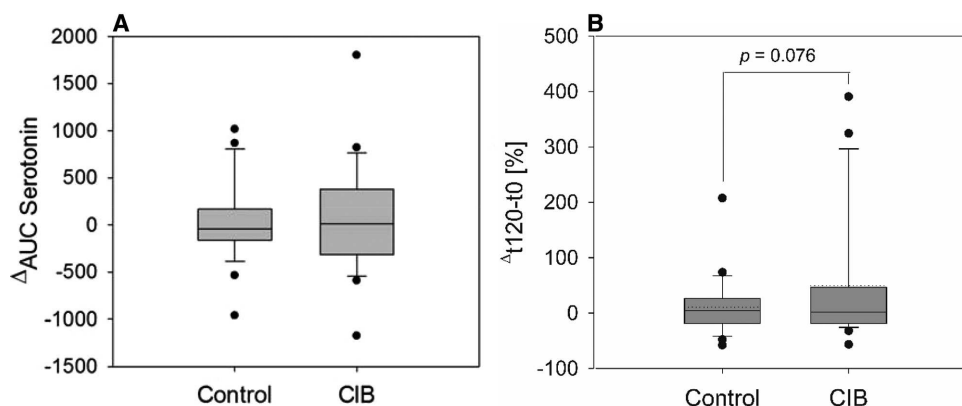 A
2000
1500
1000
500
0
-500
-1000
-1500
ΔAUC Serotonin
Control CIB
B
500
400
300
200
100
0
-100
Δt120-t0 [%]
p = 0.076
Control CIB